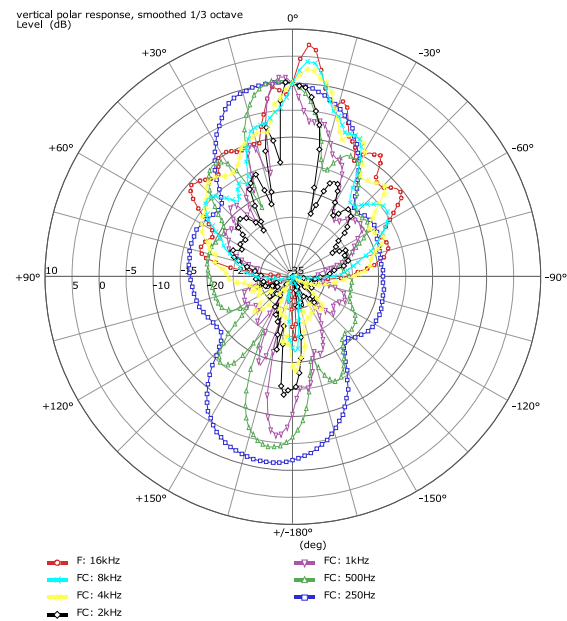 vertical polar response, smoothed 1/3 octave
Level (dB)
0°
+30° -30°
+60° -60°
+90° 10 5 0 -5 -10 -15 -20 -25 -35 -90°
+120° -120°
+150° -150°
+/-180°
(deg)
F: 16kHz
FC: 8kHz
FC: 4kHz
FC: 2kHz
FC: 1kHz
FC: 500Hz
FC: 250Hz